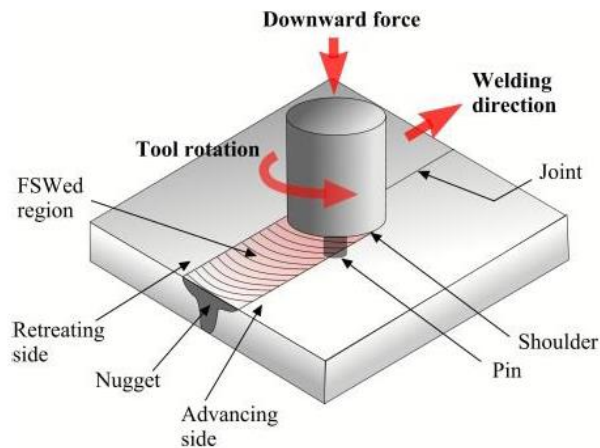 Downward force
Welding
direction
Tool rotation
FSWed
region
Joint
Retreating
side
Nugget
Advancing
side
Shoulder
Pin